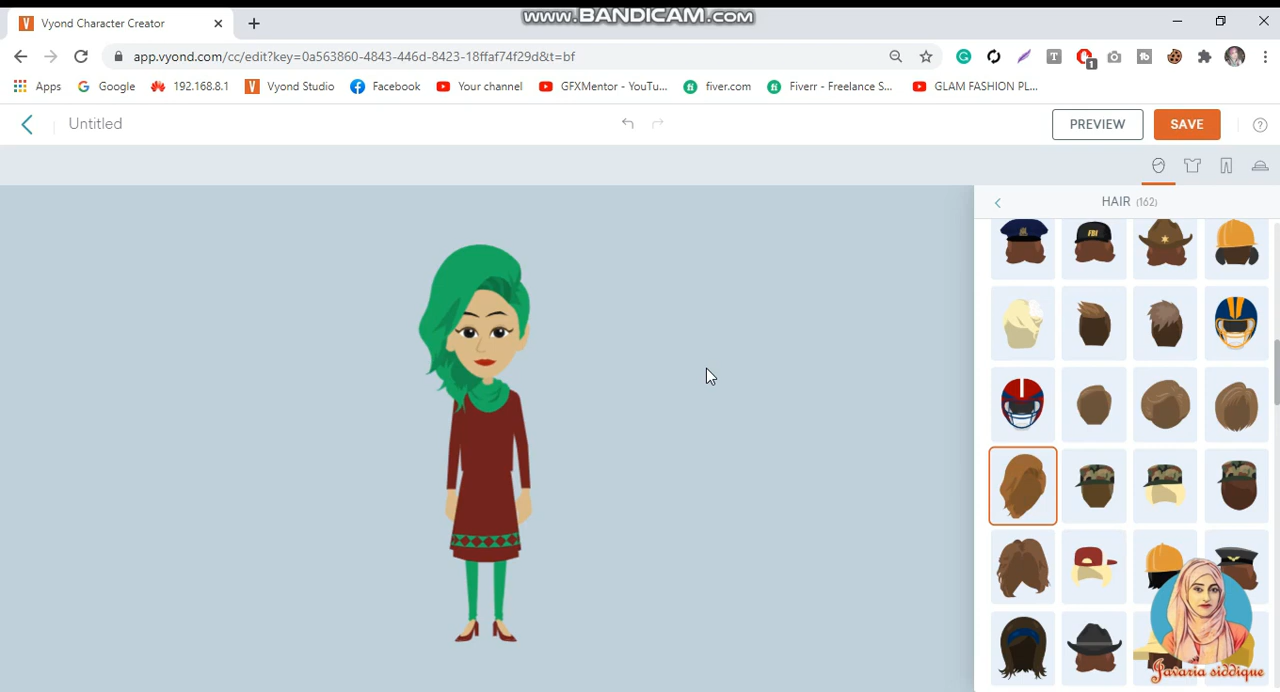 www.BANDICAM.com
Vyond Character Creator
app.vyond.com/cc/edit?key=0a563860-4843-446d-8423-18ffaf74f29d&t=bf
Apps Google 192.168.8.1 Vyond Studio Facebook Your channel GFXMentor - YouTu... fiver.com Fiverr - Freelance S... GLAM FASHION PL...
Untitled PREVIEW SAVE
HAIR (162)
FBI
Javaria siddique